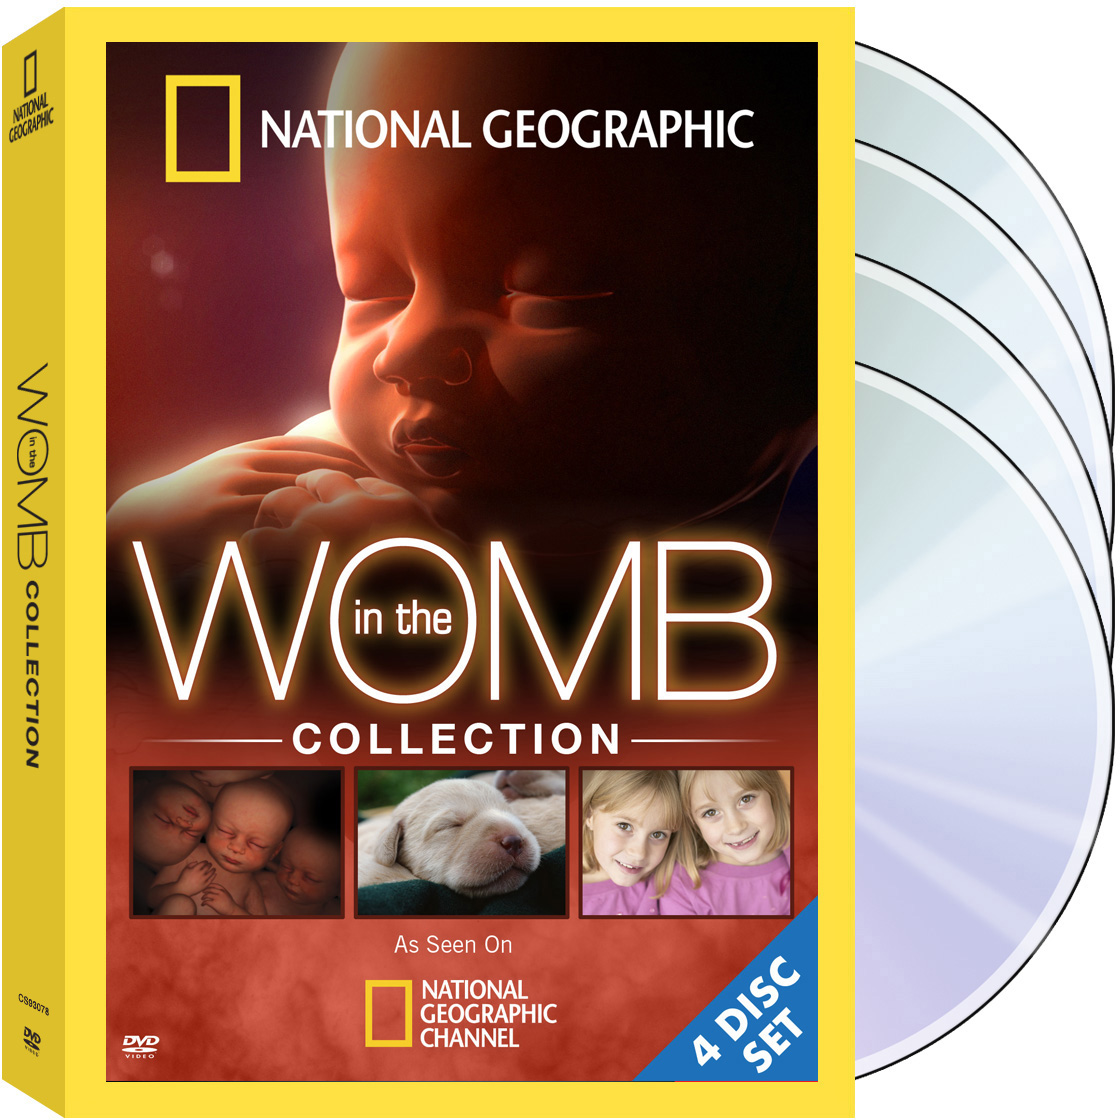 NATIONAL
GEOGRAPHIC
WOMB
in the
COLLECTION
CS93078
DVD
VIDEO
NATIONAL GEOGRAPHIC
WOMB
in the
COLLECTION
As Seen On
NATIONAL
GEOGRAPHIC
CHANNEL
DVD
VIDEO
4 DISC
SET